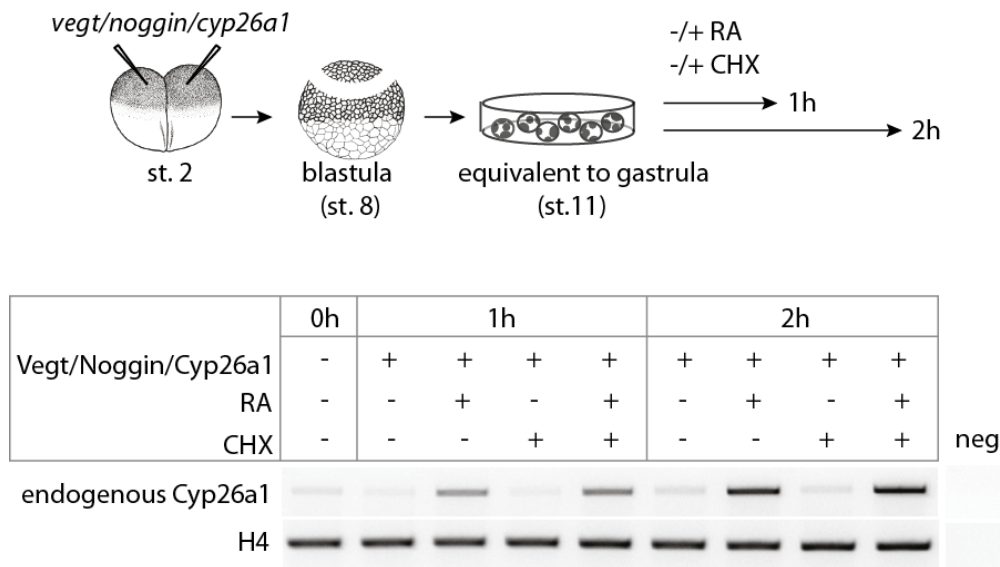 vegt/noggin/cyp26a1
-/+ RA
-/+ CHX
1h
2h
st. 2
blastula
(st. 8)
equivalent to gastrula
(st.11)
0h 1h 2h
Vegt/Noggin/Cyp26a1 - + + + + + + + +
RA - - + - + - + - +
CHX - - - + + - - + +
neg
endogenous Cyp26a1
H4